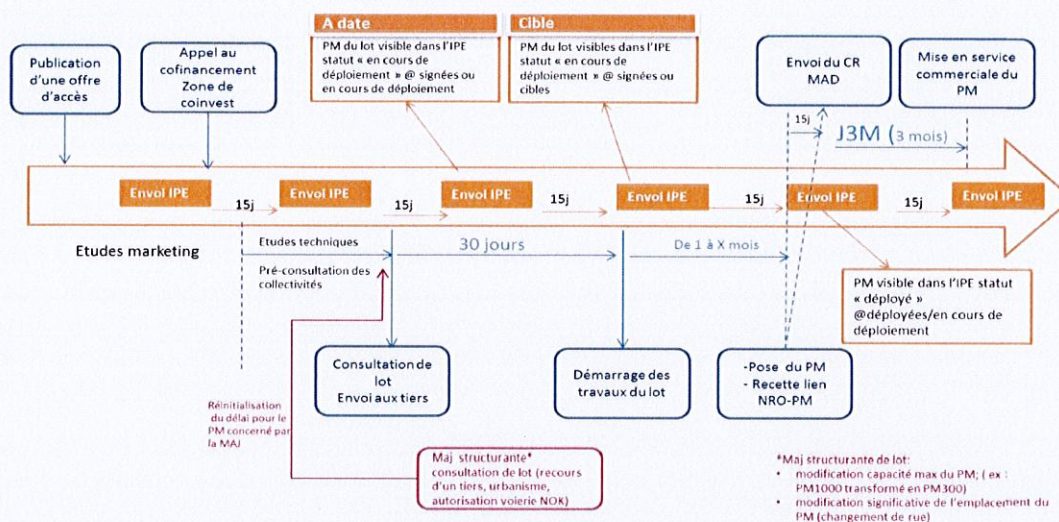 A date
Cible
Publication
d'une offre
d'accès
Appel au
cofinancement
Zone de
coinvest
PM du lot visible dans l'IPE
statut « en cours de
déploiement » @ signées ou
en cours de déploiement
PM du lot visibles dans l'IPE
statut « en cours de
déploiement » @ signées ou
cibles
Envoi du CR
MAD
Mise en service
commerciale du
PM
15j
J3M (3 mois)
Envoi IPE
15j
Envoi IPE
15j
Envoi IPE
15j
Envoi IPE
15j
Envoi IPE
15j
Envoi IPE
Etudes marketing
Etudes techniques
Pré-consultation des
collectivités
30 jours
De 1 à X mois
PM visible dans l'IPE statut
« déployé »
@déployées/en cours de
déploiement
Consultation de
lot
Envoi aux tiers
Démarrage des
travaux du lot
-Pose du PM
- Recette lien
NRO-PM
Réinitialisation
du délai pour le
PM concerné par
la MAJ
Maj structurante*
consultation de lot (recours
d'un tiers, urbanisme,
autorisation voierie NOK)
*Maj structurante de lot:
• modification capacité max du PM; ( ex :
PM1000 transformé en PM300)
• modification significative de l'emplacement du
PM (changement de rue)